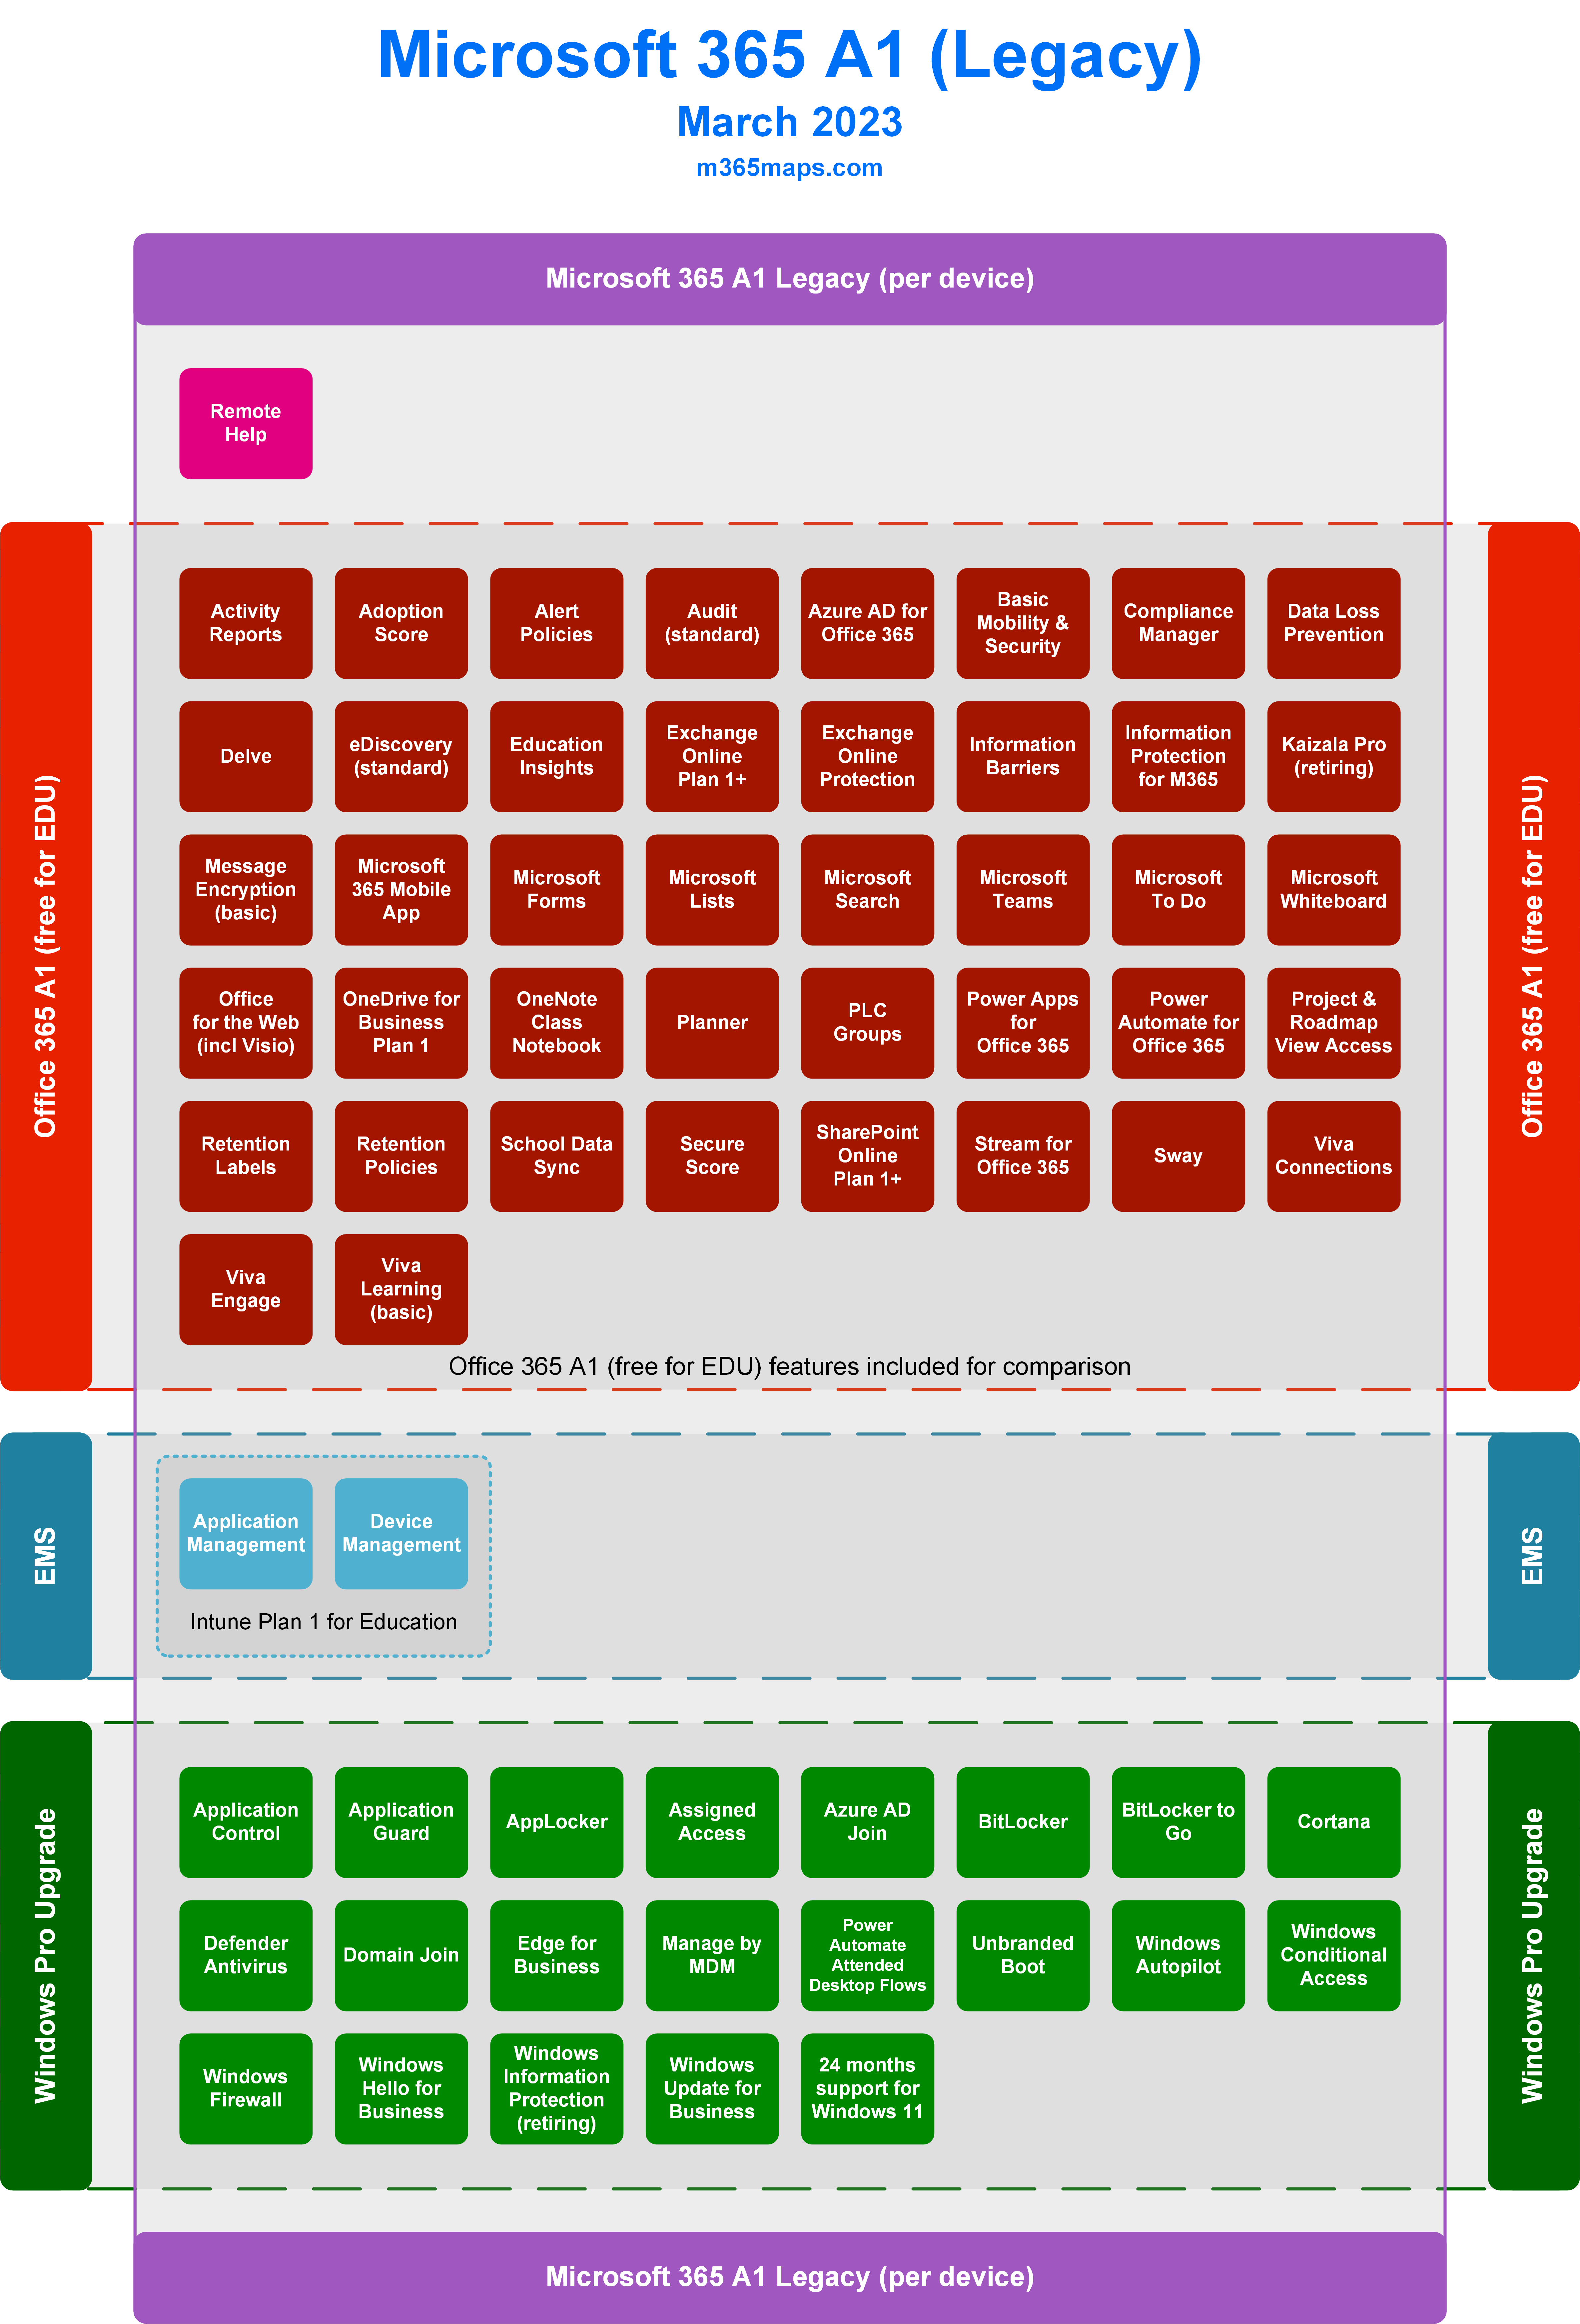 Microsoft 365 A1 (Legacy)
March 2023
m365maps.com
Microsoft 365 A1 Legacy (per device)
Remote
Help
Office 365 A1 (free for EDU)
Office 365 A1 (free for EDU)
Activity
Reports
Adoption
Score
Alert
Policies
Audit
(standard)
Azure AD for
Office 365
Basic
Mobility &
Security
Compliance
Manager
Data Loss
Prevention
Delve
eDiscovery
(standard)
Education
Insights
Exchange
Online
Plan 1+
Exchange
Online
Protection
Information
Barriers
Information
Protection
for M365
Kaizala Pro
(retiring)
Message
Encryption
(basic)
Microsoft
365 Mobile
App
Microsoft
Forms
Microsoft
Lists
Microsoft
Search
Microsoft
Teams
Microsoft
To Do
Microsoft
Whiteboard
Office
for the Web
(incl Visio)
OneDrive for
Business
Plan 1
OneNote
Class
Notebook
Planner
PLC
Groups
Power Apps
for
Office 365
Power
Automate for
Office 365
Project &
Roadmap
View Access
Retention
Labels
Retention
Policies
School Data
Sync
Secure
Score
SharePoint
Online
Plan 1+
Stream for
Office 365
Sway
Viva
Connections
Viva
Engage
Viva
Learning
(basic)
Office 365 A1 (free for EDU) features included for comparison
EMS
EMS
Application
Management
Device
Management
Intune Plan 1 for Education
Windows Pro Upgrade
Windows Pro Upgrade
Application
Control
Application
Guard
AppLocker
Assigned
Access
Azure AD
Join
BitLocker
BitLocker to
Go
Cortana
Defender
Antivirus
Domain Join
Edge for
Business
Manage by
MDM
Power
Automate
Attended
Desktop Flows
Unbranded
Boot
Windows
Autopilot
Windows
Conditional
Access
Windows
Firewall
Windows
Hello for
Business
Windows
Information
Protection
(retiring)
Windows
Update for
Business
24 months
support for
Windows 11
Microsoft 365 A1 Legacy (per device)